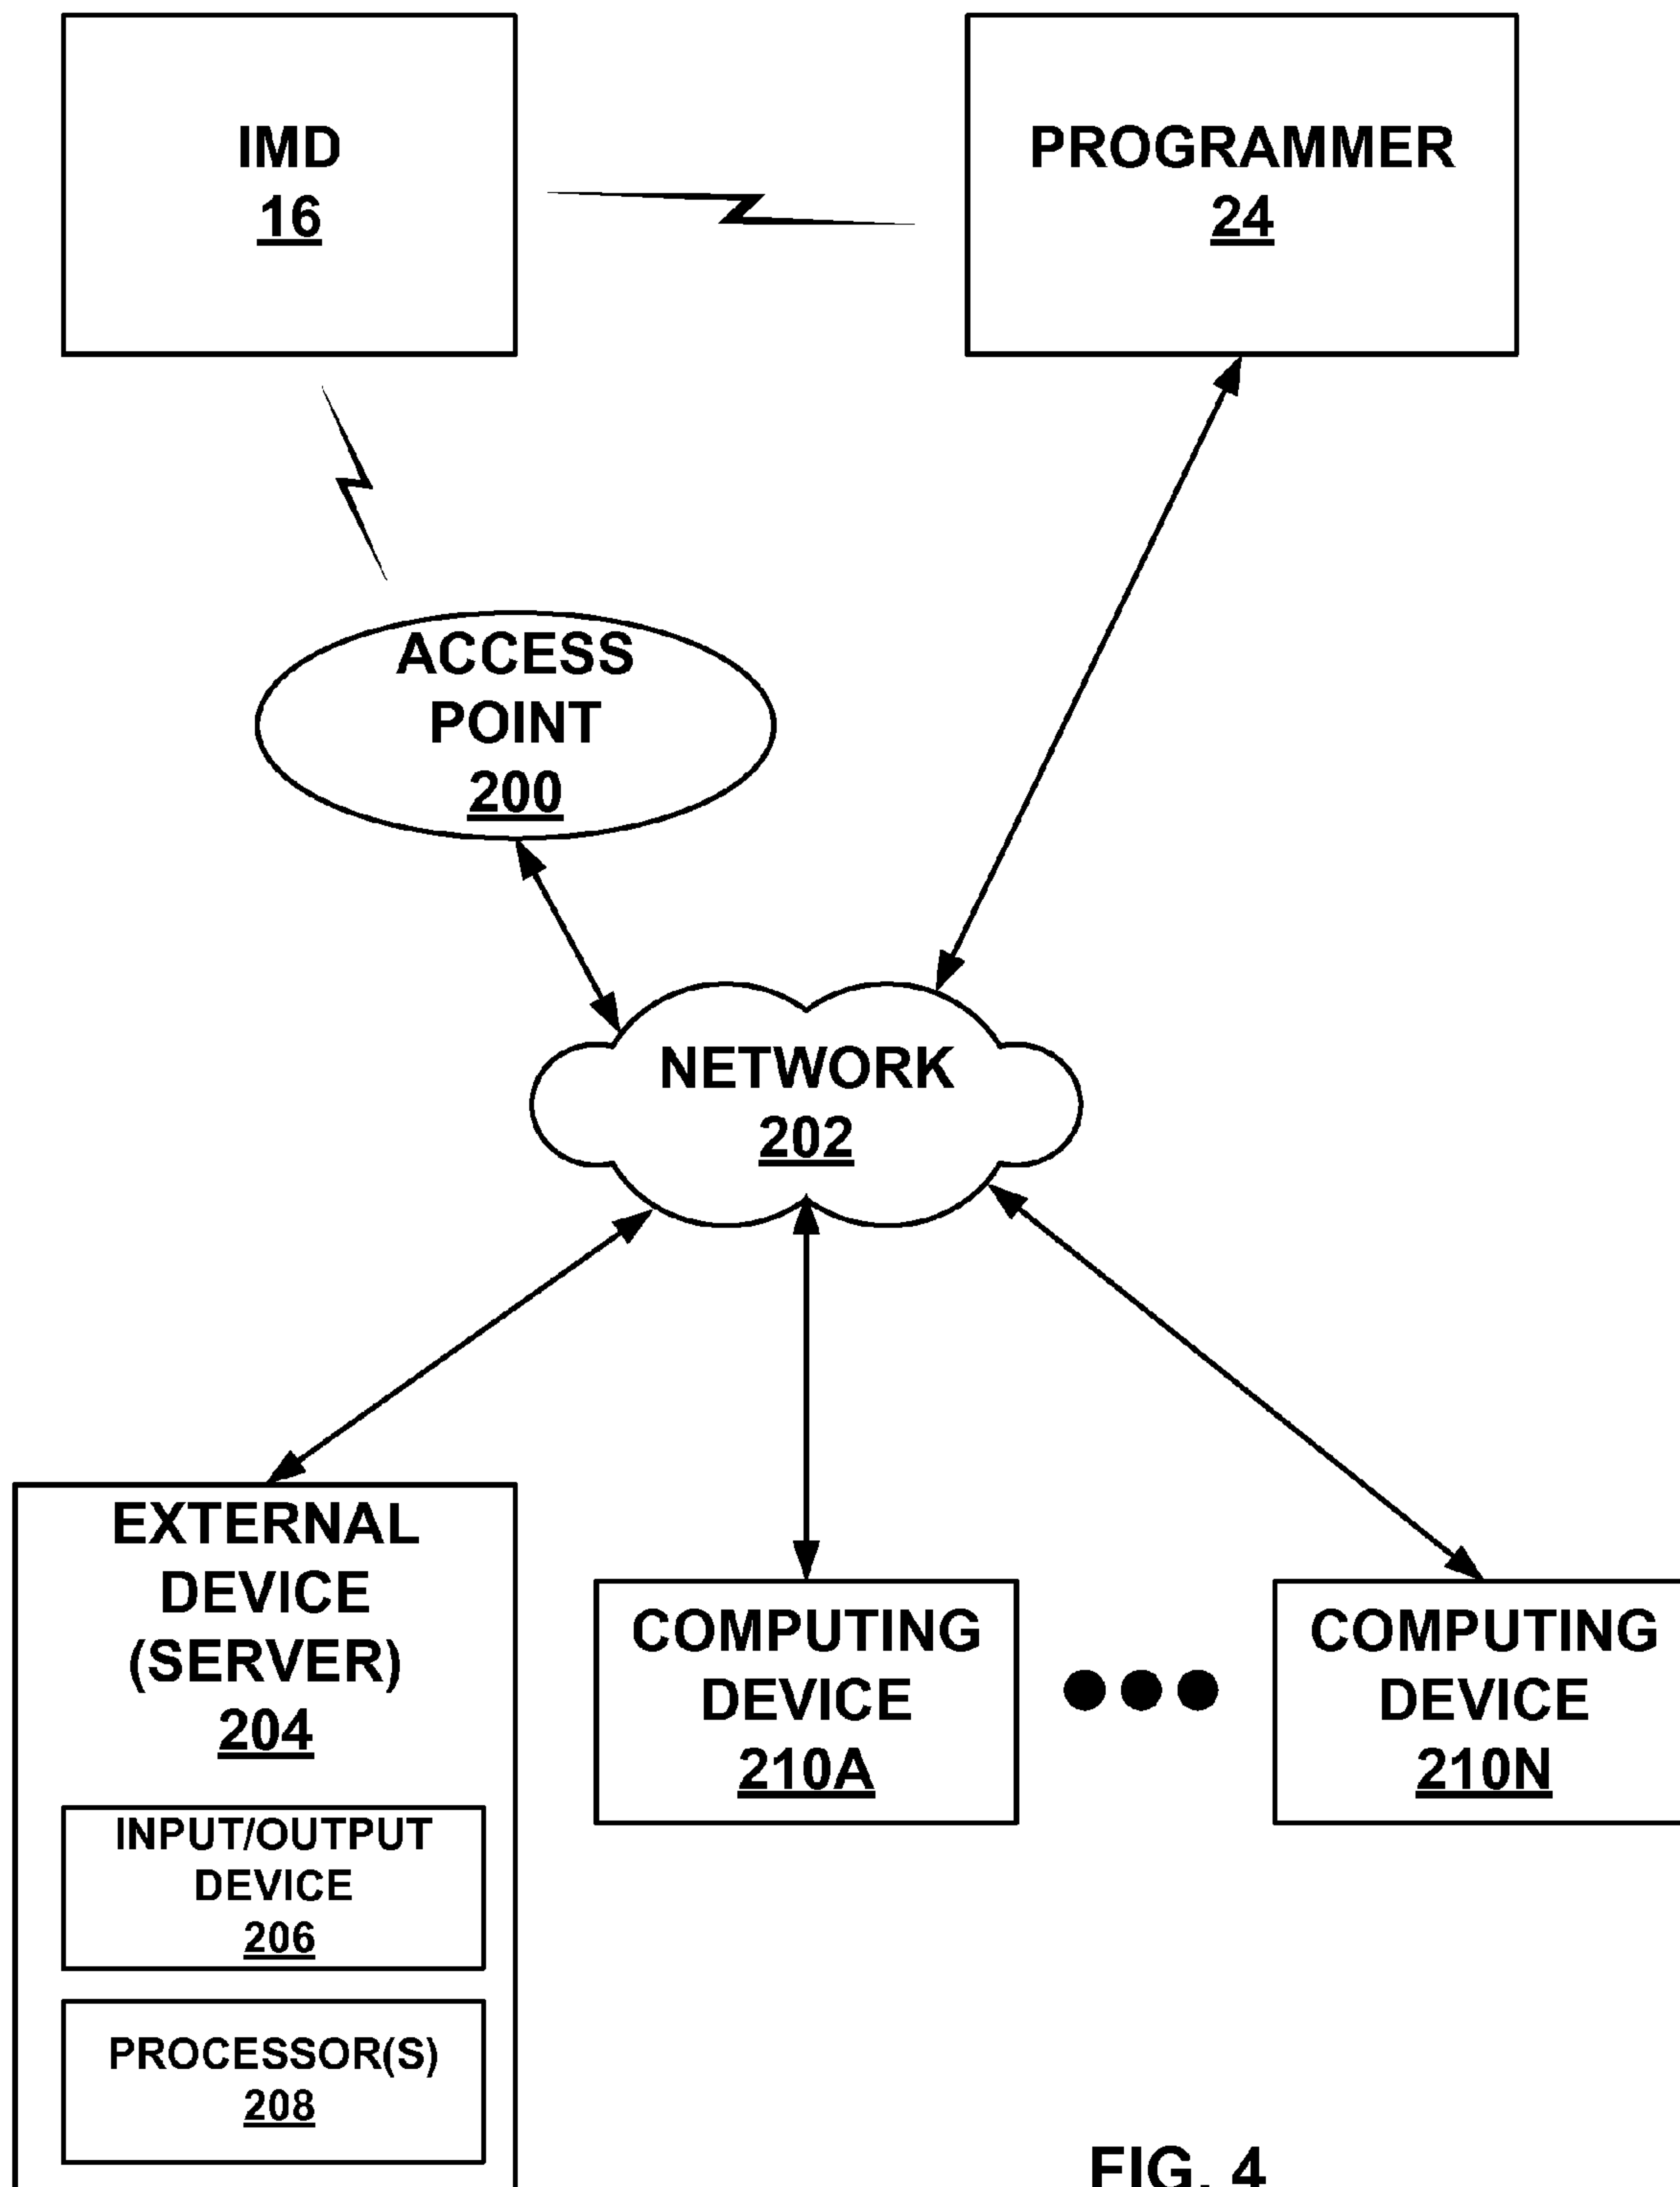 IMD
16
PROGRAMMER
24
ACCESS
POINT
200
NETWORK
202
EXTERNAL
DEVICE
(SERVER)
204
INPUT/OUTPUT
DEVICE
206
PROCESSOR(S)
208
COMPUTING
DEVICE
210A
COMPUTING
DEVICE
210N
FIG. 4